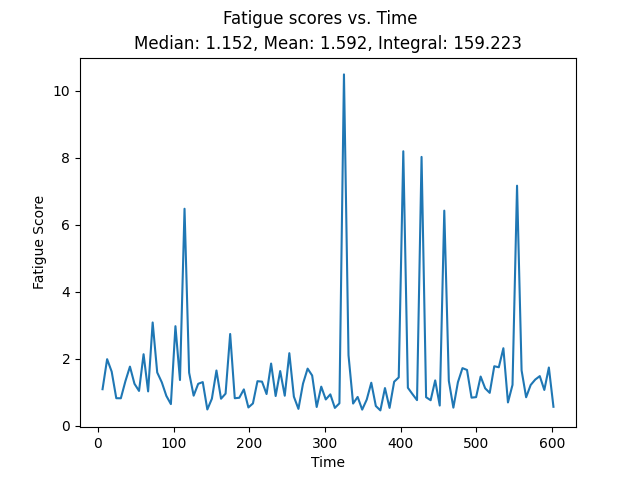 Fatigue scores vs. Time
Median: 1.152, Mean: 1.592, Integral: 159.223
10
8
6
4
2
0
Fatigue Score
0 100 200 300 400 500 600
Time